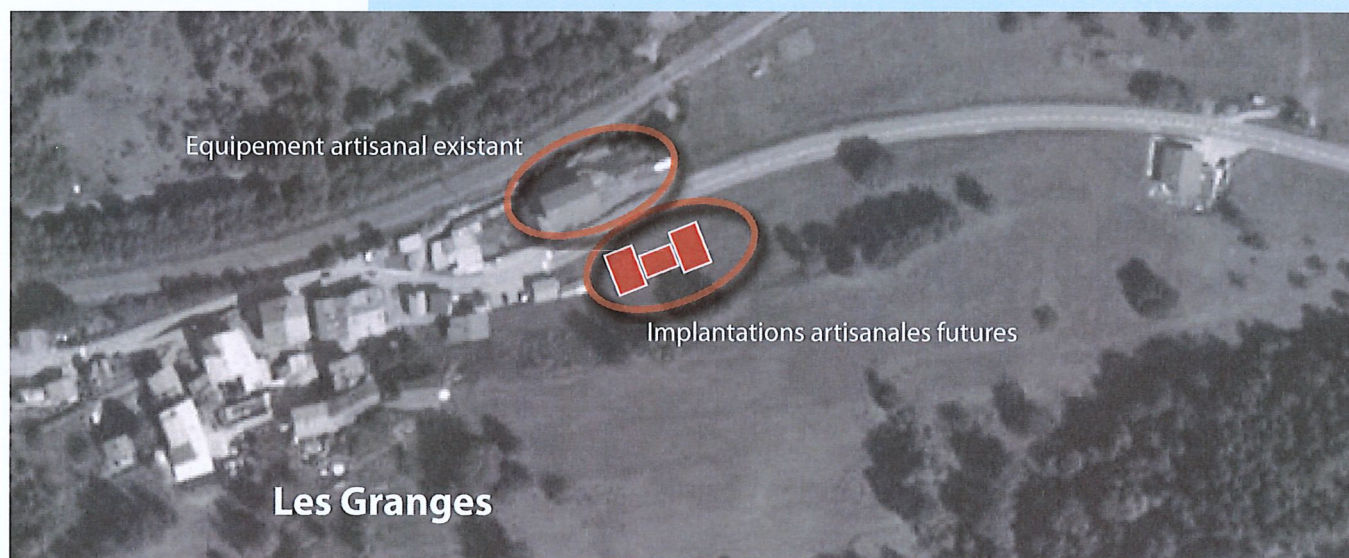 Equipement artisanal existant
Implantations artisanales futures
Les Granges